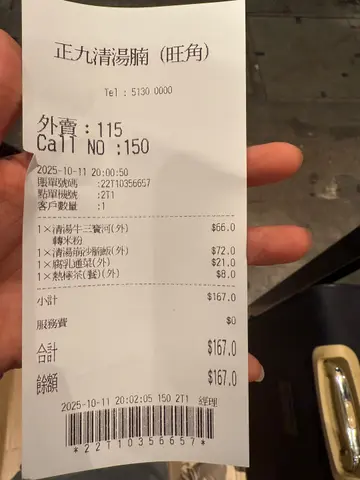 正九清湯腩 (旺角)
Tel : 5130 0000
外賣 : 115
Call NO :150
2025-10-11 20:00:50
賬單號碼 :22T10356657
點單機號 :2T1
客戶數量 :1
1×清湯牛三寶河(外) $66.0
轉米粉
1×清湯崩沙腩飯(外) $72.0
1×腐乳通菜(外) $21.0
1×熱檸茶(餐)(外) $8.0
小計 $167.0
服務費 $0
合計 $167.0
餘額 $167.0
2025-10-11 20:02:05 150 2T1 經理
*22T10356657*